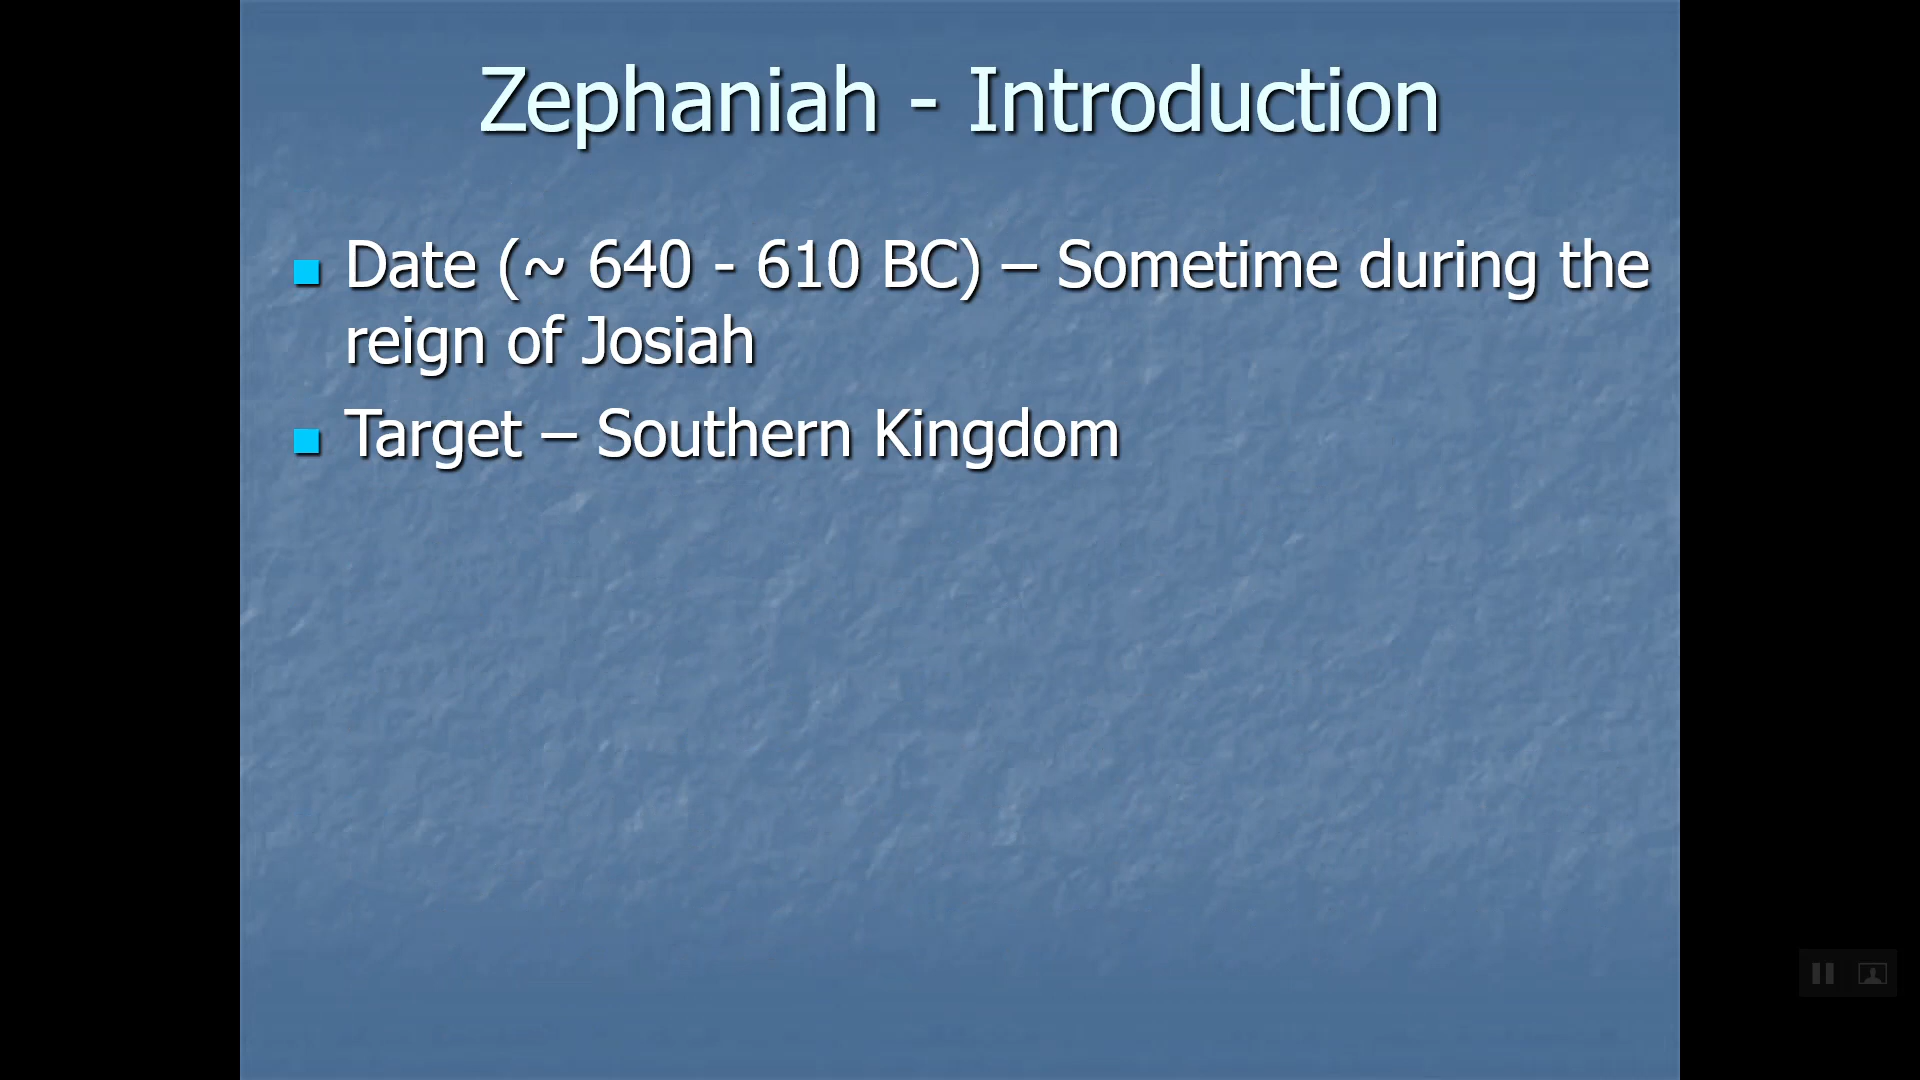 Zephaniah - Introduction
Date (~ 640 - 610 BC) – Sometime during the
reign of Josiah
Target – Southern Kingdom